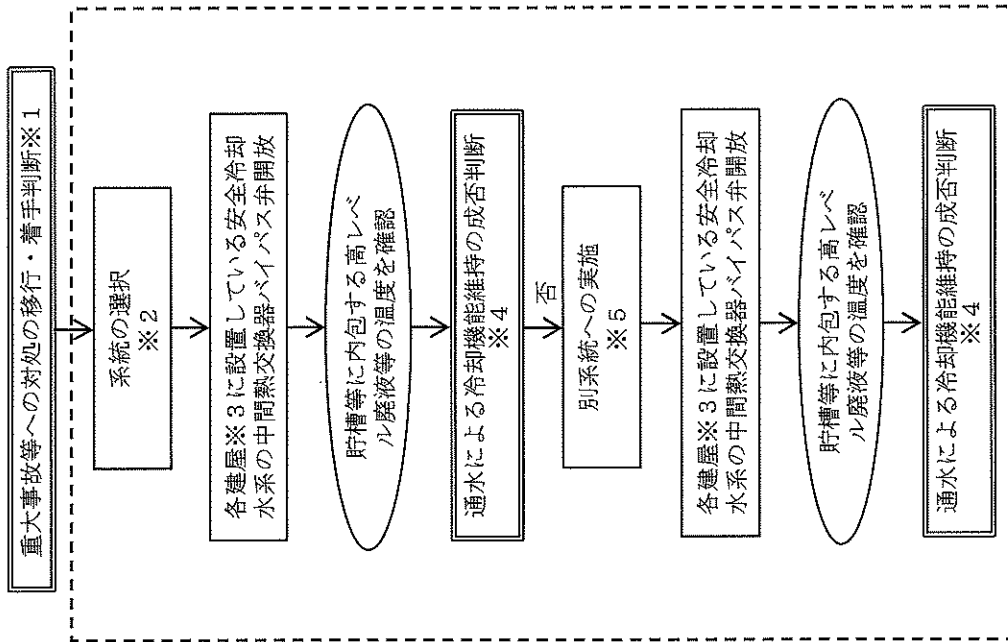 重大事故等への対処の移行・着手判断※1
系統の選択
※2
各建屋※3に設置している安全冷却
水系の中間熱交換器バイパス弁開放
貯槽等に内包する高レベ
ル廃液等の温度を確認
通水による冷却機能維持の成否判断
※4
否
別系統への実施
※5
各建屋※3に設置している安全冷却
水系の中間熱交換器バイパス弁開放
貯槽等に内包する高レベ
ル廃液等の温度を確認
通水による冷却機能維持の成否判断
※4